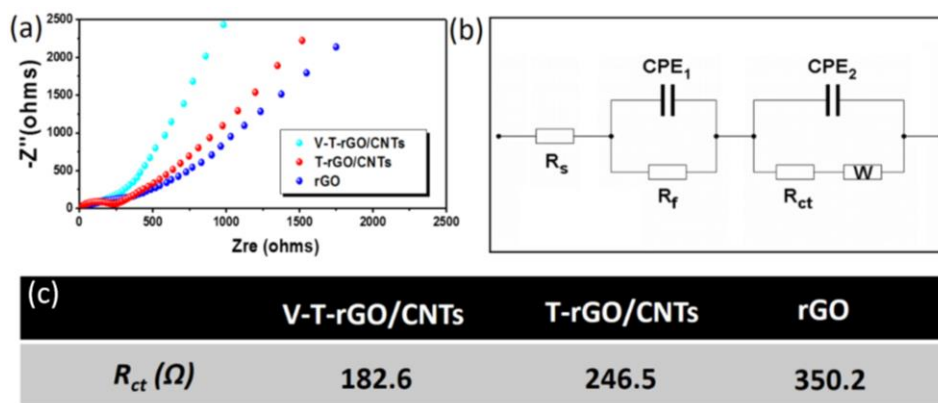 (a)
-Z''(ohms)
2500
2000
1500
1000
500
0
V-T-rGO/CNTs
T-rGO/CNTs
rGO
0 500 1000 1500 2000 2500
Zre (ohms)
(b)
CPE1 CPE2
Rs
Rf
Rct W
(c)
V-T-rGO/CNTs T-rGO/CNTs rGO
Rct (Ω) 182.6 246.5 350.2